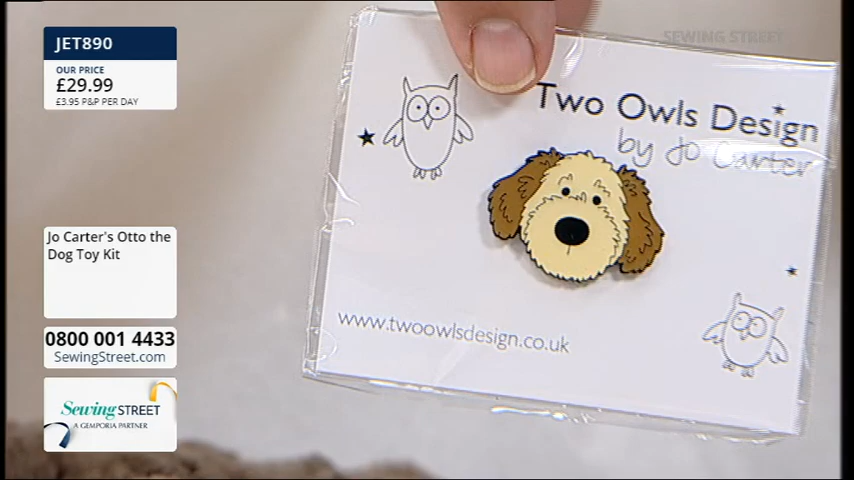 JET890
OUR PRICE
£29.99
£3.95 P&P PER DAY
Jo Carter's Otto the
Dog Toy Kit
0800 001 4433
SewingStreet.com
Sewing STREET
A GEMPORIA PARTNER
SEWING STREET
Two Owls Design
by Jo Carter
www.twoowlsdesign.co.uk